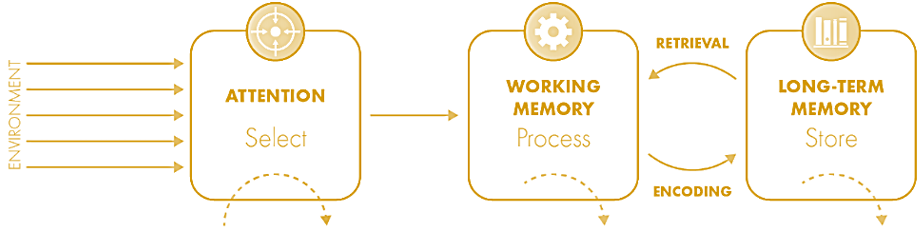 ENVIRONMENT
ATTENTION
Select
WORKING
MEMORY
Process
RETRIEVAL
ENCODING
LONG-TERM
MEMORY
Store